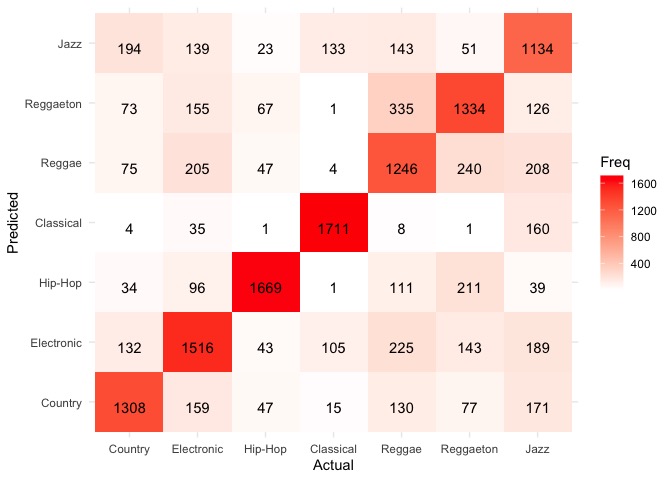 Jazz 194 139 23 133 143 51 1134
Reggaeton 73 155 67 1 335 1334 126
Freq
Reggae 75 205 47 4 1246 240 208
1600
1200
800
400
Predicted
Classical 4 35 1 1711 8 1 160
Hip-Hop 34 96 1669 1 111 211 39
Electronic 132 1516 43 105 225 143 189
Country 1308 159 47 15 130 77 171
Country Electronic Hip-Hop Classical Reggae Reggaeton Jazz
Actual